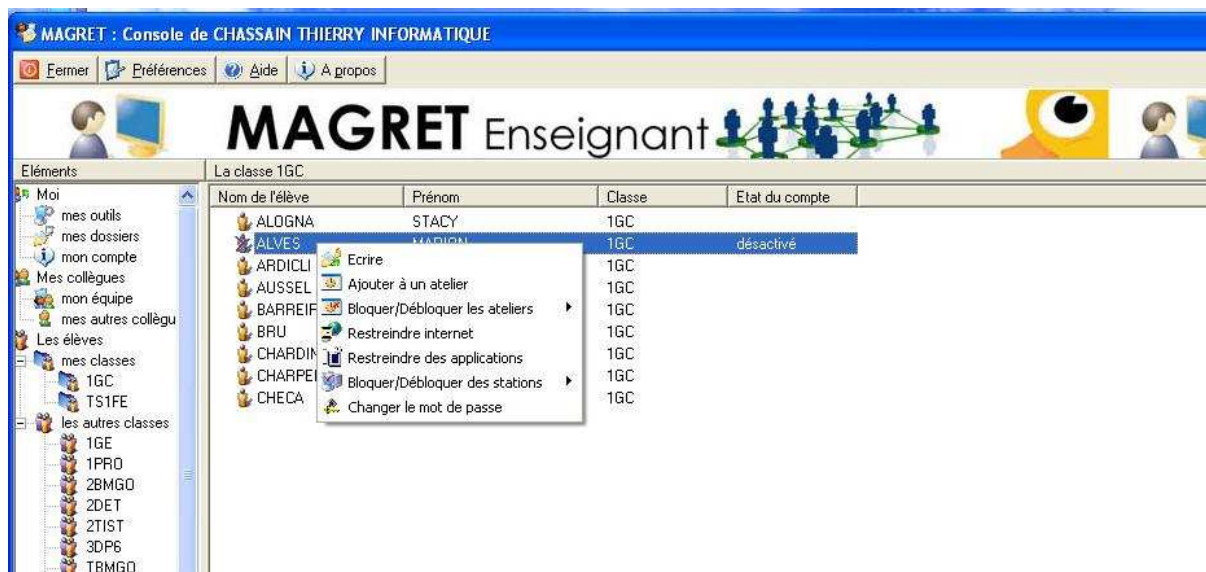 MAGRET : Console de CHASSAIN THIERRY INFORMATIQUE
Fermer Préférences Aide A propos
MAGRET Enseignant
Eléments
Moi
mes outils
mes dossiers
mon compte
Mes collègues
mon équipe
mes autres collègu
Les élèves
mes classes
1GC
TS1FE
les autres classes
1GE
1PRO
2BMGO
2DET
2TIST
3DP6
TBMGO
La classe 1GC
Nom de l'élève Prénom Classe Etat du compte
ALOGNA STACY 1GC
ALVES 1GC désactivé
ARDICLI 1GC
AUSSEL 1GC
BARREIF 1GC
BRU 1GC
CHARDIN 1GC
CHARPEI 1GC
CHECA 1GC
Ecrire
Ajouter à un atelier
Bloquer/Débloquer les ateliers
Restreindre internet
Restreindre des applications
Bloquer/Débloquer des stations
Changer le mot de passe